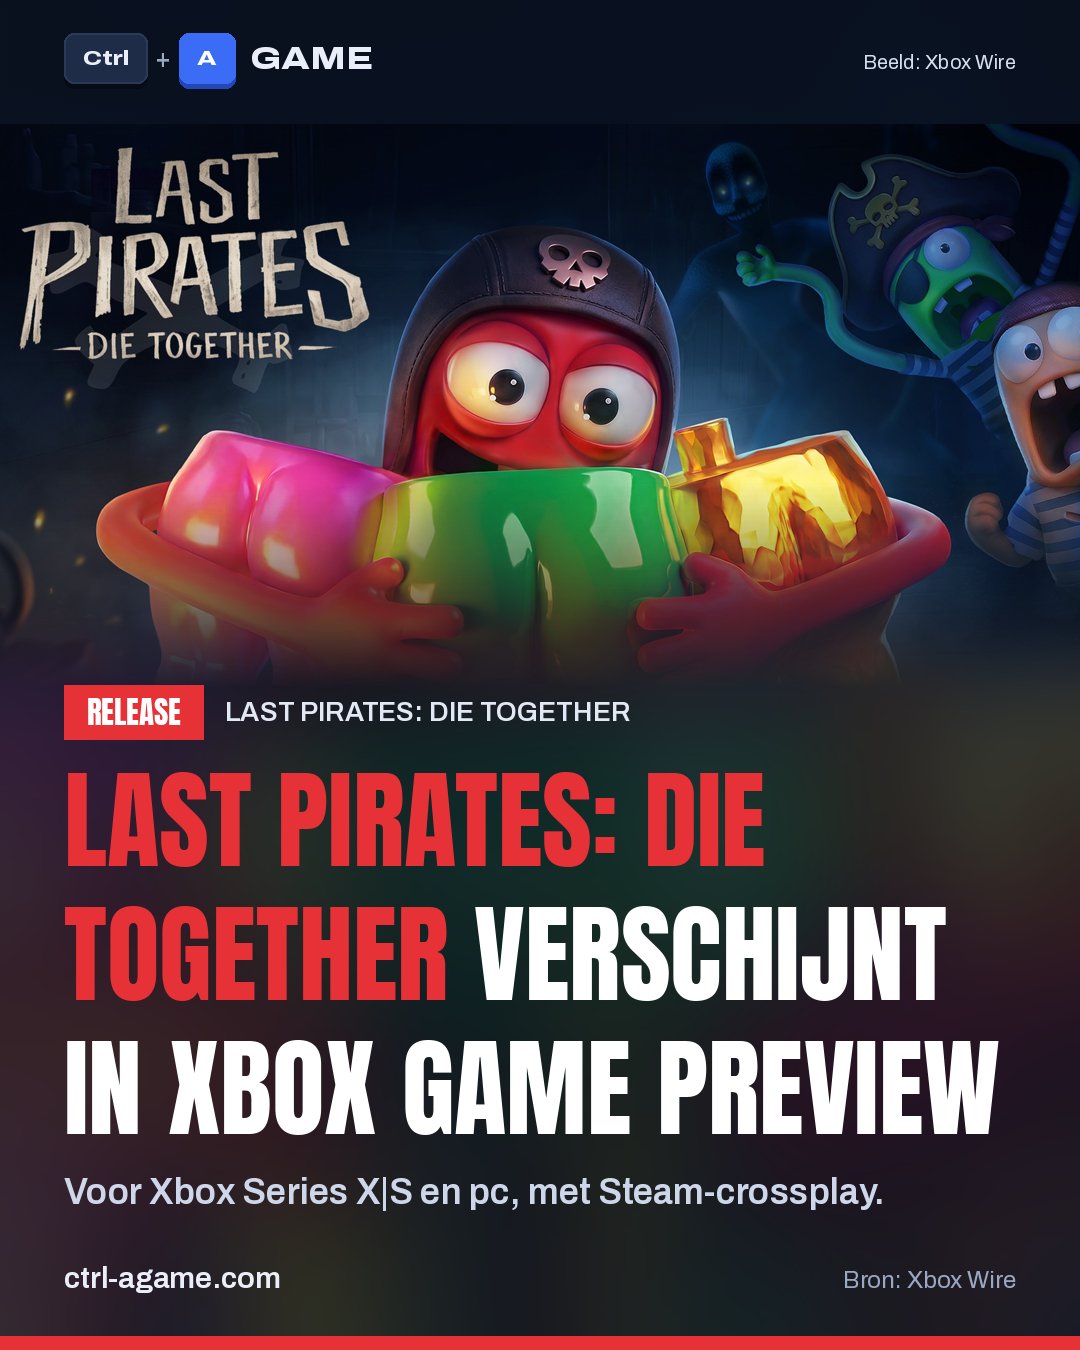 Ctrl + A GAME
Beeld: Xbox Wire
LAST
PIRATES
DIE TOGETHER
RELEASE
LAST PIRATES: DIE TOGETHER
LAST PIRATES: DIE
TOGETHER VERSCHIJNT
IN XBOX GAME PREVIEW
Voor Xbox Series X|S en pc, met Steam-crossplay.
ctrl-agame.com
Bron: Xbox Wire